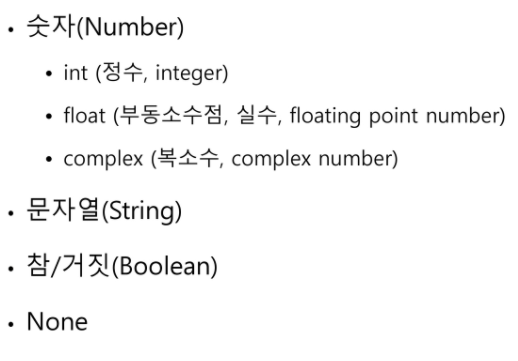 • 숫자(Number)
• int (정수, integer)
• float (부동소수점, 실수, floating point number)
• complex (복소수, complex number)
• 문자열(String)
• 참/거짓(Boolean)
• None